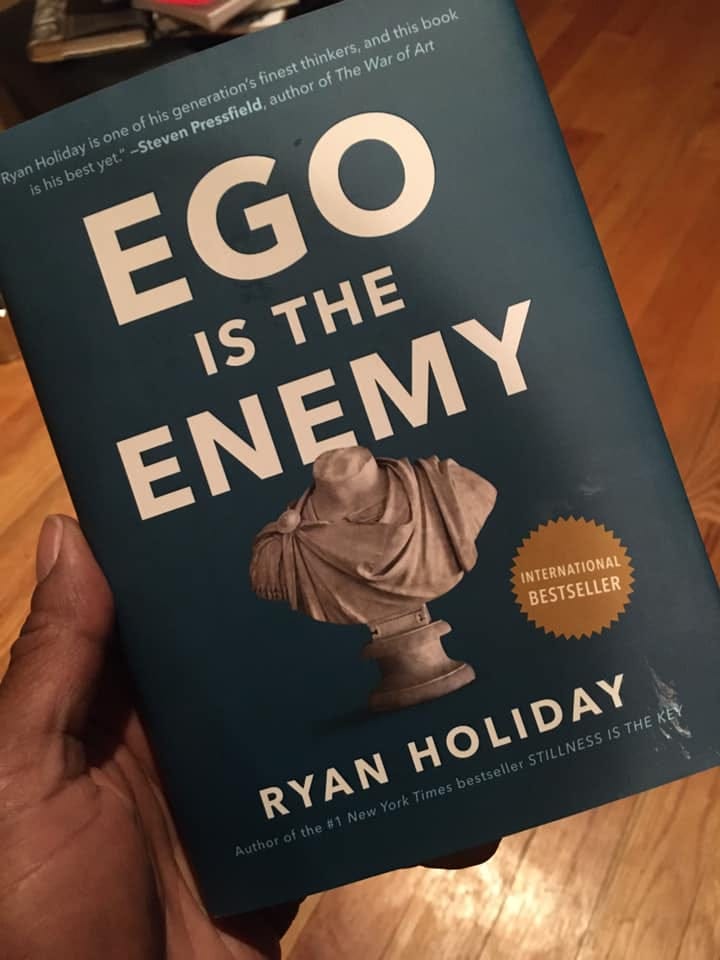 Ryan Holiday is one of his generation's finest thinkers, and this book
is his best yet." —Steven Pressfield, author of The War of Art
EGO
IS THE
ENEMY
INTERNATIONAL
BESTSELLER
RYAN HOLIDAY
Author of the #1 New York Times bestseller STILLNESS IS THE KEY